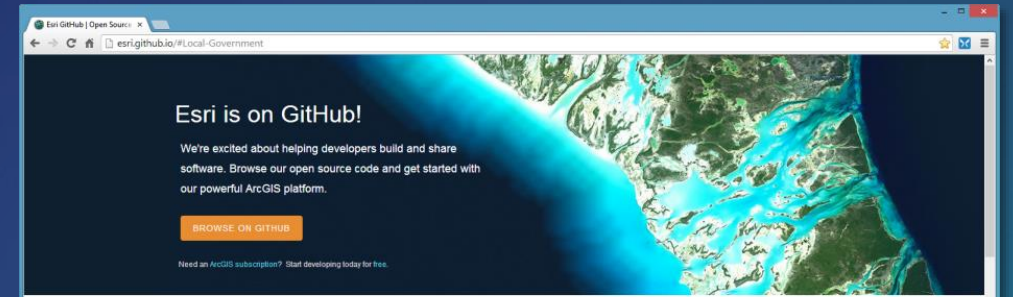 Esri GitHub | Open Source
esri.github.io/#Local-Government
Esri is on GitHub!
We're excited about helping developers build and share
software. Browse our open source code and get started with
our powerful ArcGIS platform.
BROWSE ON GITHUB
Need an ArcGIS subscription? Start developing today for free.